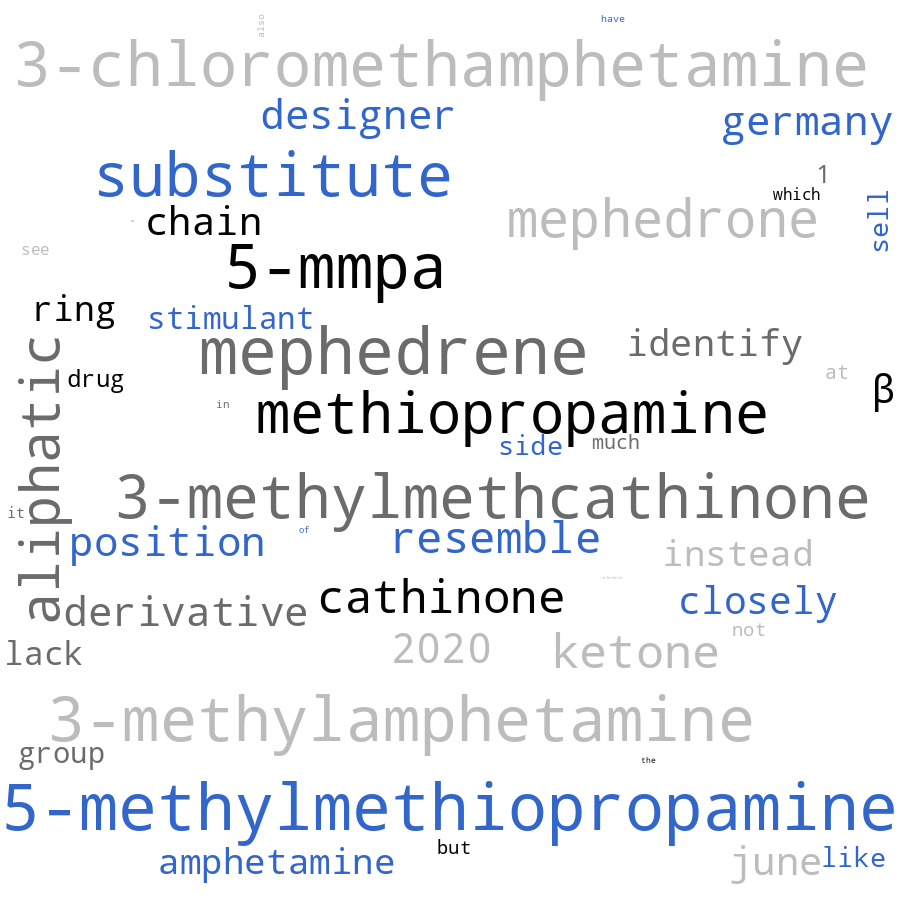 also
have
3-chloromethamphetamine
designer
germany
substitute
1
which
chain
mephedrone
sell
see
5-mmpa
ring
stimulant
mephedrene
identify
aliphatic
drug
at
β
in
methiopropamine
side
much
3-methylmethcathinone
it
position
of
resemble
instead
cathinone
closely
derivative
not
lack
2020
ketone
3-methylamphetamine
group
the
5-methylmethiopropamine
but
amphetamine
june
like